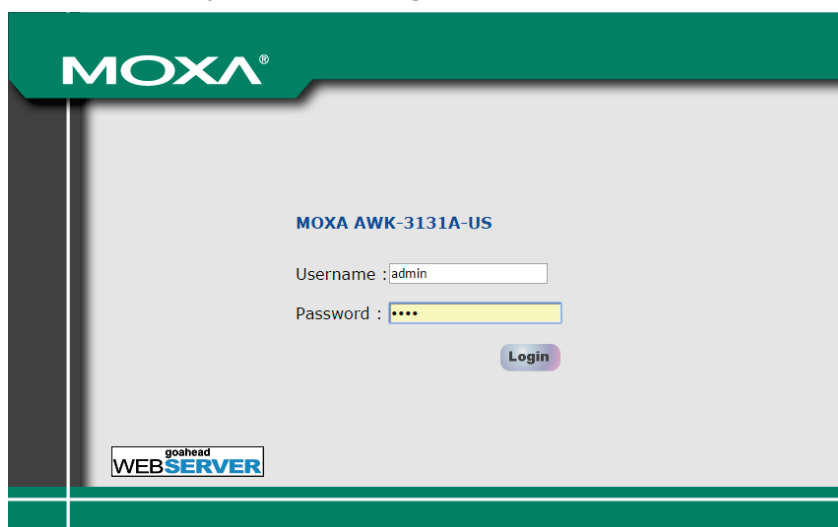 MOXA®
MOXA AWK-3131A-US
Username : admin
Password : ••••
Login
goahead
WEBSERVER